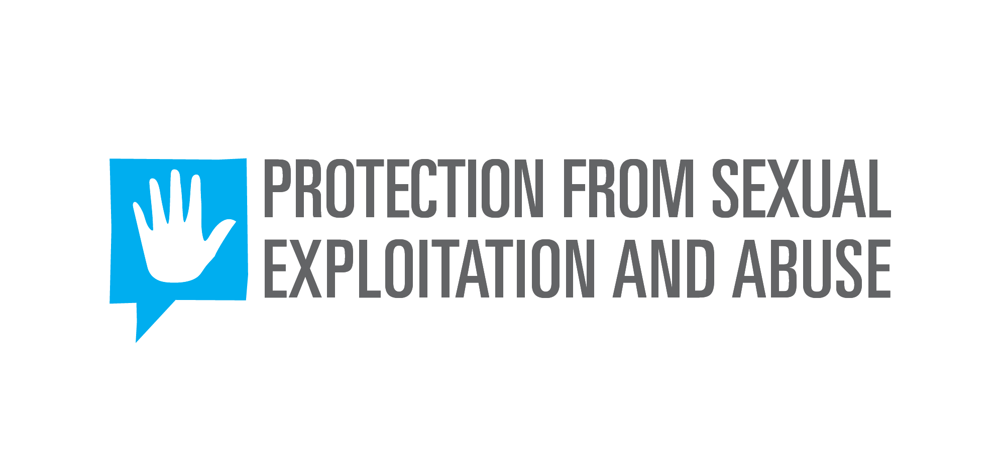 PROTECTION FROM SEXUAL
EXPLOITATION AND ABUSE